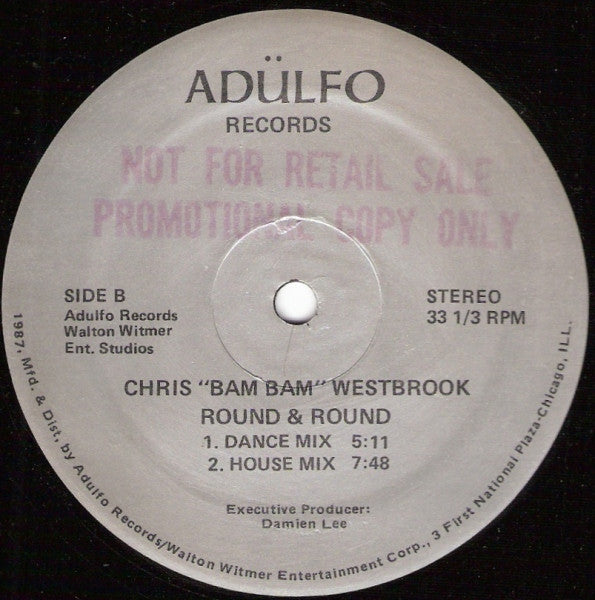 ADÜLFO
RECORDS
NOT FOR RETAIL SALE
PROMOTIONAL COPY ONLY
SIDE B
Adulfo Records
Walton Witmer
Ent. Studios
STEREO
33 1/3 RPM
CHRIS "BAM BAM" WESTBROOK
ROUND & ROUND
1. DANCE MIX 5:11
2. HOUSE MIX 7:48
Executive Producer:
Damien Lee
1987, Mfd. & Dist, by Adulfo Records/Walton Witmer Entertainment Corp., 3 First National Plaza-Chicago, ILL.